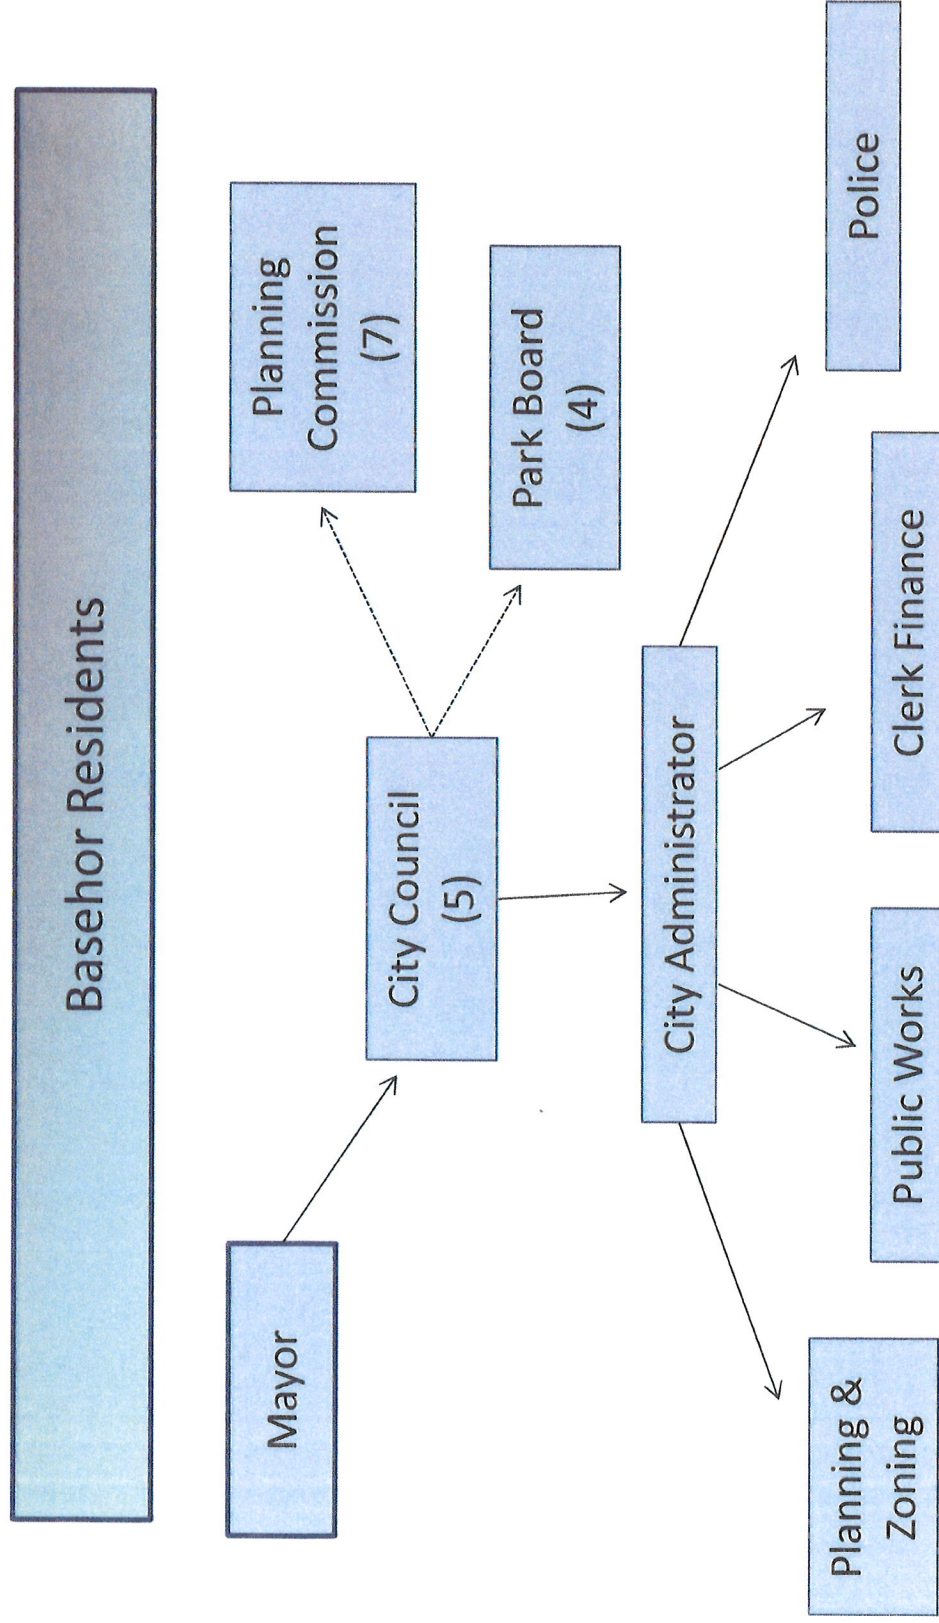 Basehor Residents
Mayor
City Council
(5)
Planning
Commission
(7)
Park Board
(4)
City Administrator
Planning &
Zoning
Public Works
Clerk Finance
Police